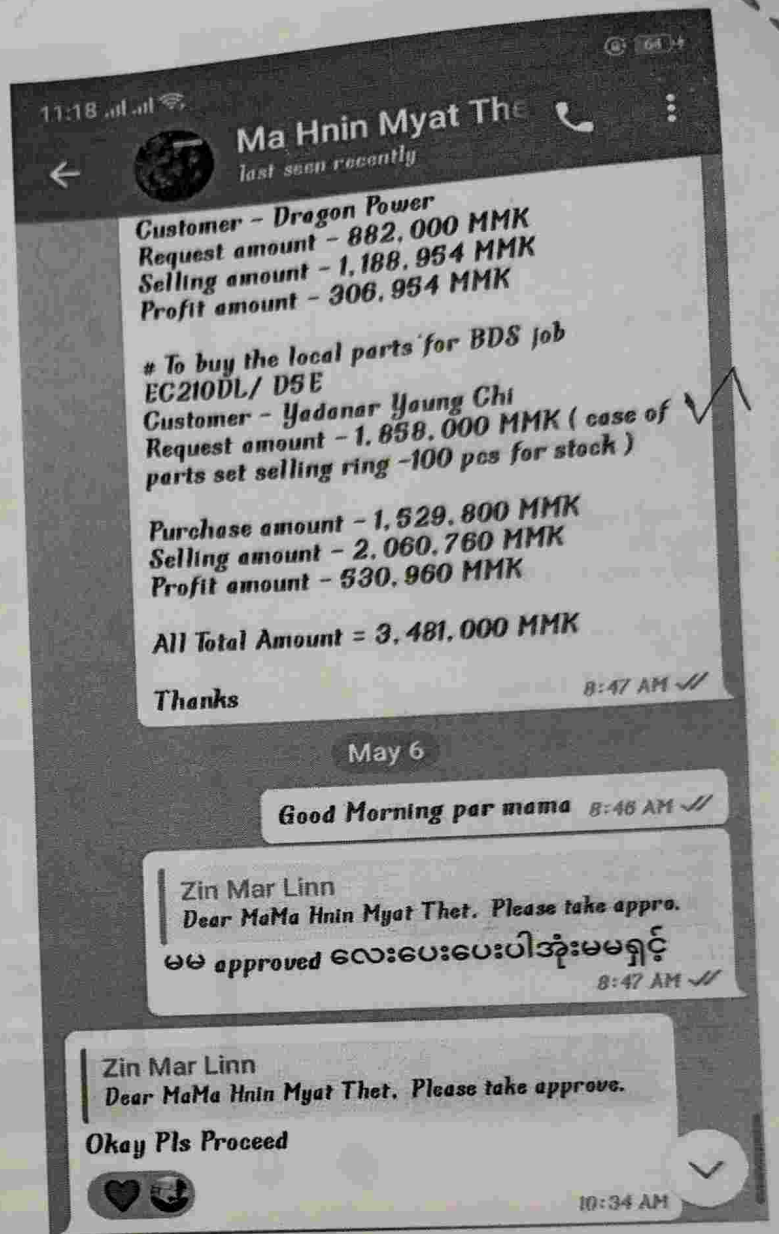 11:18
64
Ma Hnin Myat The
last seen recently
Customer - Dragon Power
Request amount - 882,000 MMK
Selling amount - 1,188,954 MMK
Profit amount - 306,954 MMK
# To buy the local parts for BDS job
EC210DL/ D5E
Customer - Yadanar Yaung Chi
Request amount - 1,858,000 MMK ( case of
parts set selling ring -100 pcs for stock )
Purchase amount - 1,529,800 MMK
Selling amount - 2,060,760 MMK
Profit amount - 530,960 MMK
All Total Amount = 3,481,000 MMK
Thanks
8:47 AM
May 6
Good Morning par mama 8:46 AM
Zin Mar Linn
Dear MaMa Hnin Myat Thet, Please take appro.
မမ approved လေးပေးပေးပါအုံးမမရှင့်
8:47 AM
Zin Mar Linn
Dear MaMa Hnin Myat Thet, Please take approve.
Okay Pls Proceed
10:34 AM